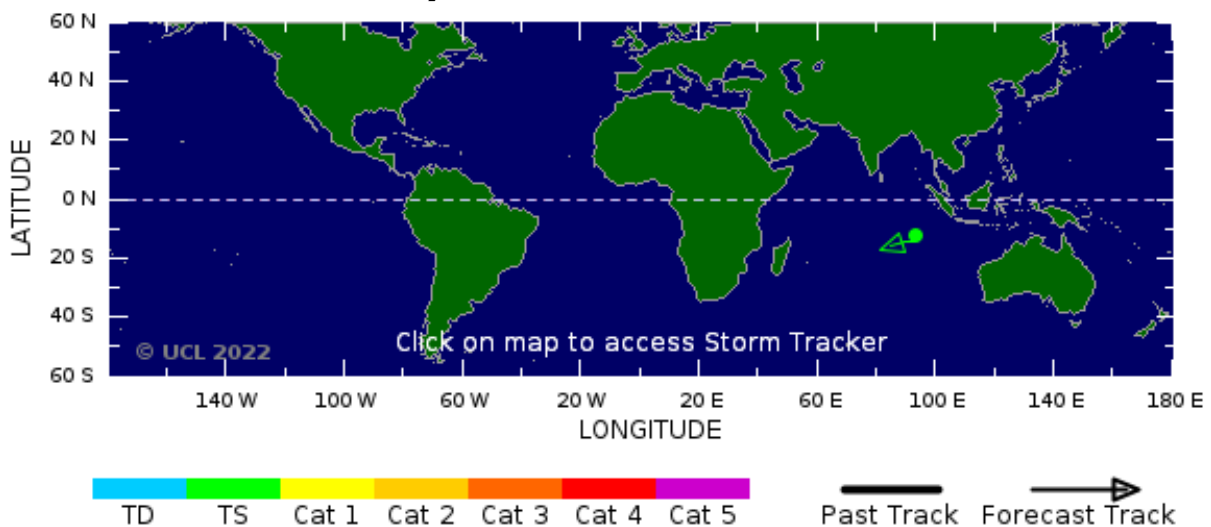 60 N
40 N
20 N
0 N
20 S
40 S
60 S
LATITUDE
Click on map to access Storm Tracker
© UCL 2022
140 W 100 W 60 W 20 W 20 E 60 E 100 E 140 E 180 E
LONGITUDE
TD TS Cat 1 Cat 2 Cat 3 Cat 4 Cat 5 Past Track Forecast Track